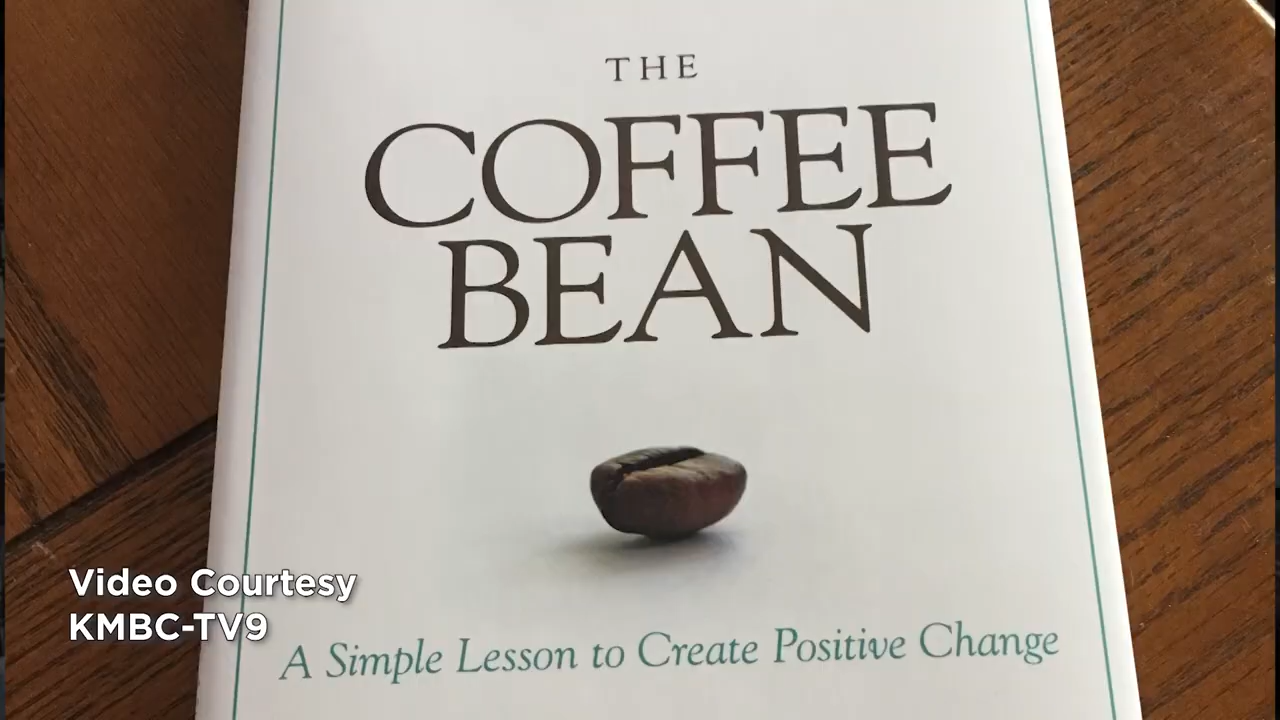 THE
COFFEE
BEAN
Video Courtesy
KMBC-TV9
A Simple Lesson to Create Positive Change